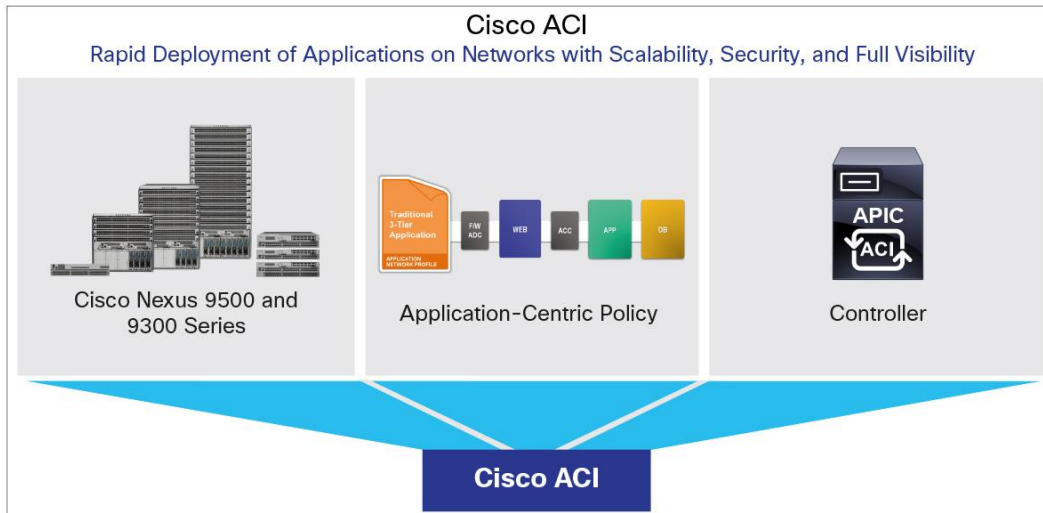 Cisco ACI
Rapid Deployment of Applications on Networks with Scalability, Security, and Full Visibility
Traditional
3-Tier
Application
APPLICATION
NETWORK PROFILE
F/W
ADC
WEB
ACC
APP
DB
APIC
ACI
Cisco Nexus 9500 and
9300 Series
Application-Centric Policy
Controller
Cisco ACI